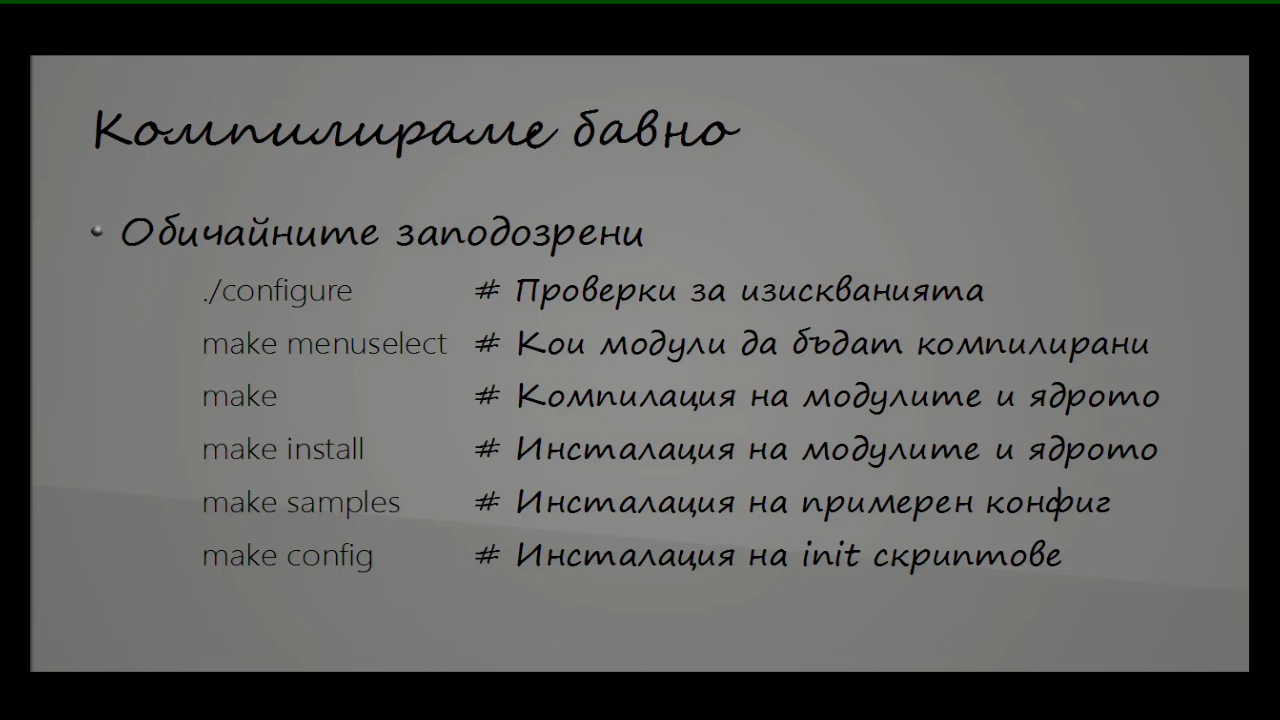 Компилираме бавно
• Обичайните заподозрени
./configure # Проверки за изискванията
make menuselect # Кои модули да бъдат компилирани
make # Компилация на модулите и ядрото
make install # Инсталация на модулите и ядрото
make samples # Инсталация на примерен конфиг
make config # Инсталация на init скриптове